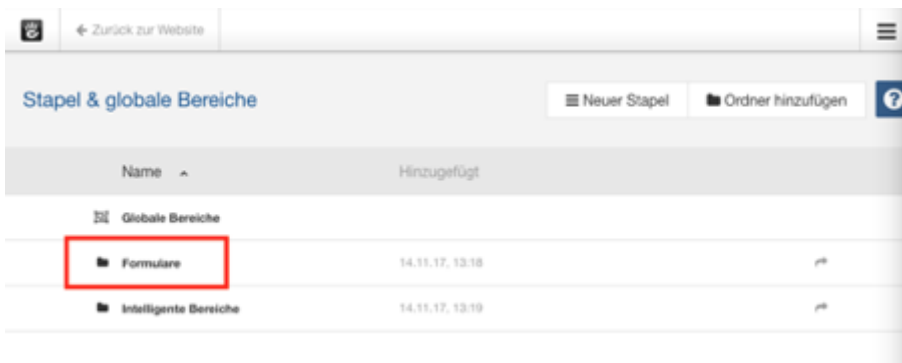 Zurück zur Website
Stapel & globale Bereiche
Neuer Stapel
Ordner hinzufügen
?
Name
Hinzugefügt
Globale Bereiche
Formulare 14.11.17, 13:18
Intelligente Bereiche 14.11.17, 13:19